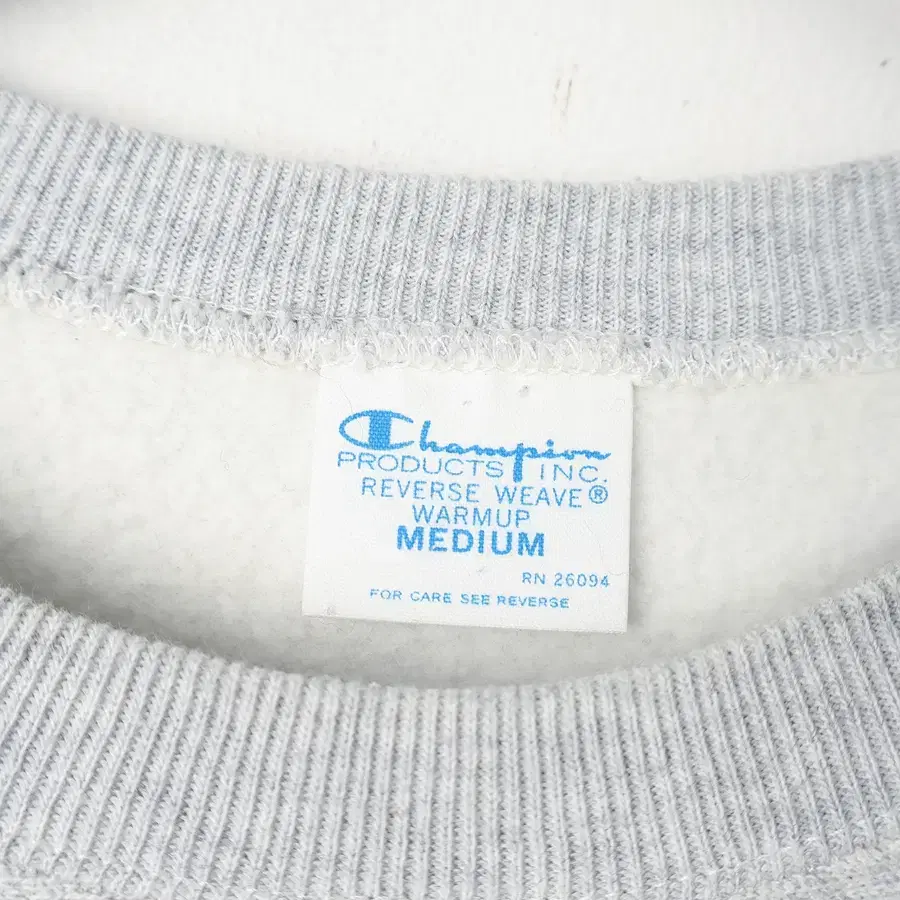 Champion
PRODUCTS INC.
REVERSE WEAVE®
WARMUP
MEDIUM
RN 26094
FOR CARE SEE REVERSE